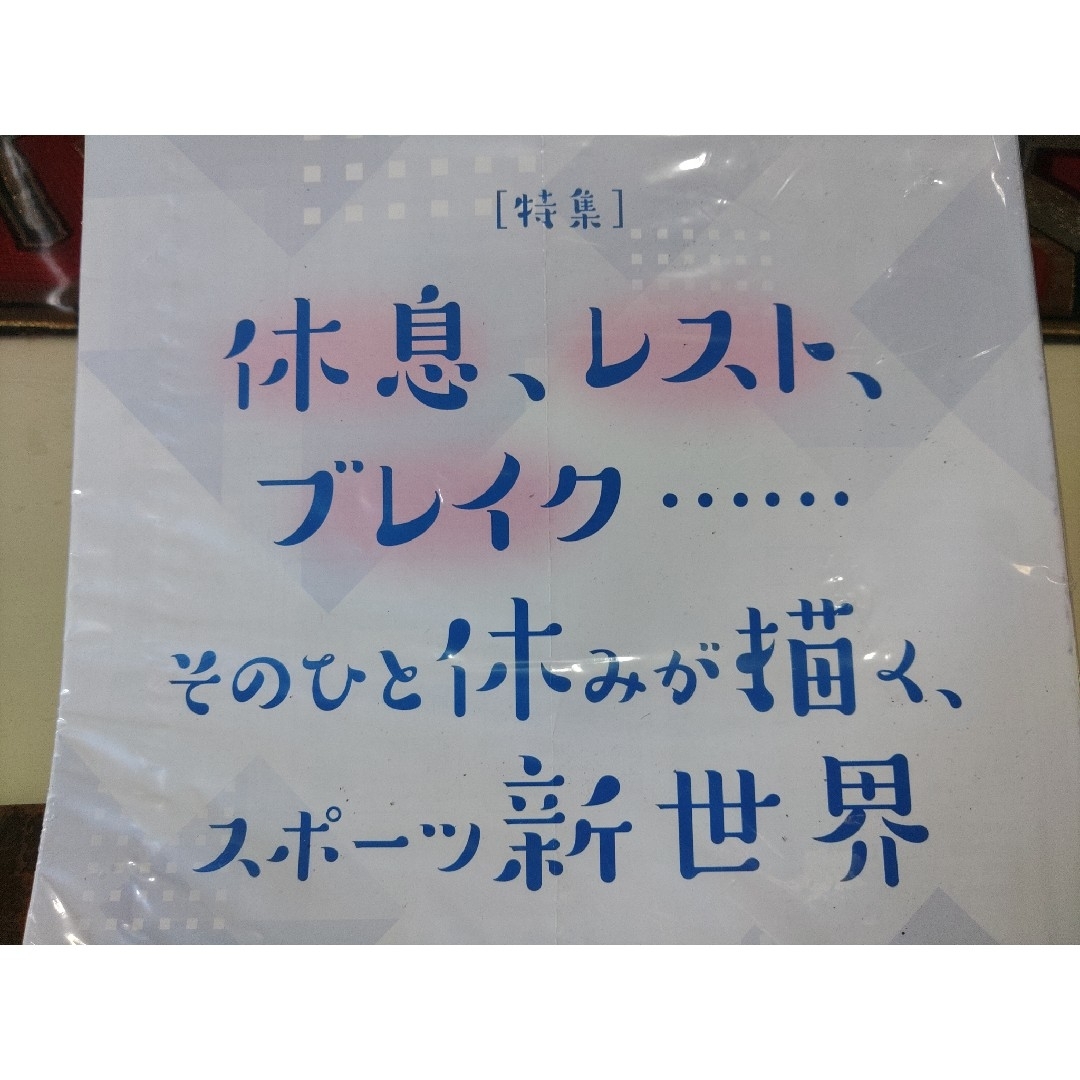 [特集]
休息、レスト、
ブレイク……
そのひと休みが描く、
スポーツ新世界